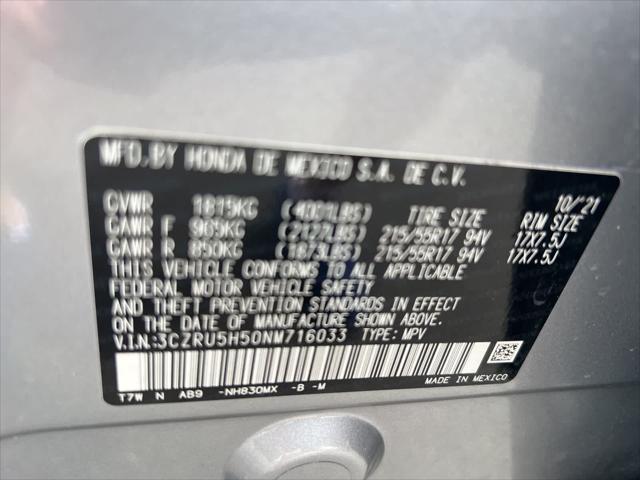 MFD.BY HONDA DE MEXICO S.A. DE C.V.
10/'21
GVWR 1815KG (4001LBS) TIRE SIZE RIM SIZE
GAWR F 965KG (2127LBS) 215/55R17 94V 17X7.5J
GAWR R 850KG (1873LBS) 215/55R17 94V 17X7.5J
THIS VEHICLE CONFORMS TO ALL APPLICABLE
FEDERAL MOTOR VEHICLE SAFETY
AND THEFT PREVENTION STANDARDS IN EFFECT
ON THE DATE OF MANUFACTURE SHOWN ABOVE.
V.I.N.:3CZRU5H50NM716033 TYPE: MPV
T7W N AB9 -NH830MX -B -M
MADE IN MEXICO